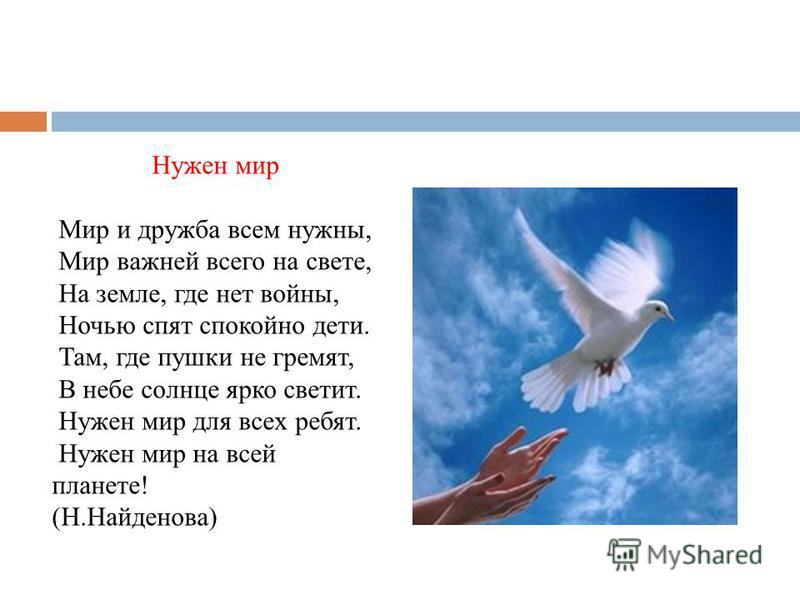 Нужен мир
Мир и дружба всем нужны,
Мир важней всего на свете,
На земле, где нет войны,
Ночью спят спокойно дети.
Там, где пушки не гремят,
В небе солнце ярко светит.
Нужен мир для всех ребят.
Нужен мир на всей
планете!
(Н.Найденова)
MyShared